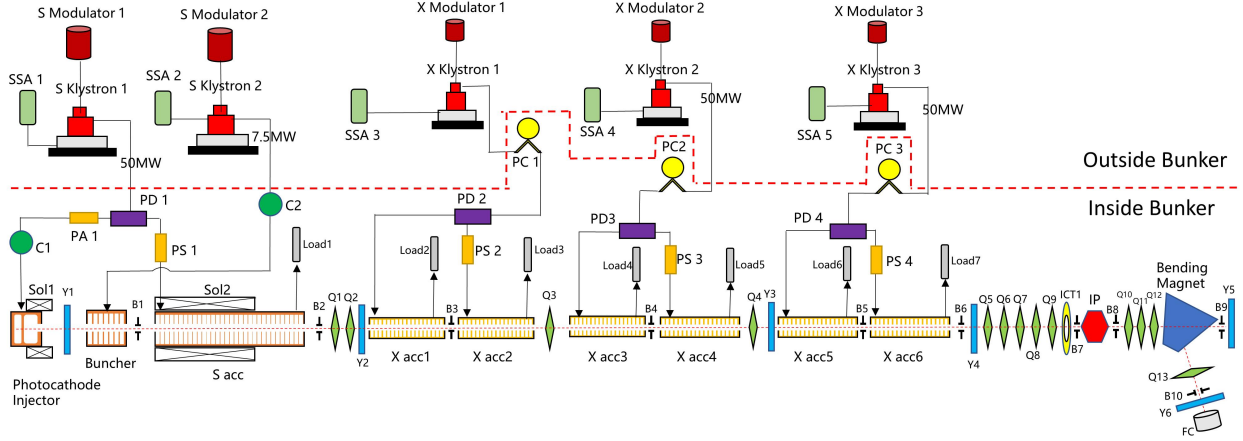 S Modulator 1
S Modulator 2
X Modulator 1
X Modulator 2
X Modulator 3
SSA 1
S Klystron 1
SSA 2
S Klystron 2
X Klystron 1
X Klystron 2
X Klystron 3
SSA 3
SSA 4
SSA 5
50MW
7.5MW
50MW
50MW
PC 1
PC2
PC 3
Outside Bunker
Inside Bunker
PD 1
PA 1
C1
C2
PS 1
Load1
PD 2
Load2
PS 2
Load3
PD3
Load4
PS 3
Load5
PD 4
Load6
PS 4
Load7
Sol1
Y1
B1
Sol2
B2
Q1
Q2
Y2
B3
Q3
B4
Q4
Y3
B5
B6
Y4
Q5
Q6
Q7
Q8
Q9
ICT1
B7
IP
B8
Q10
Q11
Q12
Bending
Magnet
B9
Y5
Photocathode
Injector
Buncher
S acc
X acc1
X acc2
X acc3
X acc4
X acc5
X acc6
Q13
B10
Y6
FC